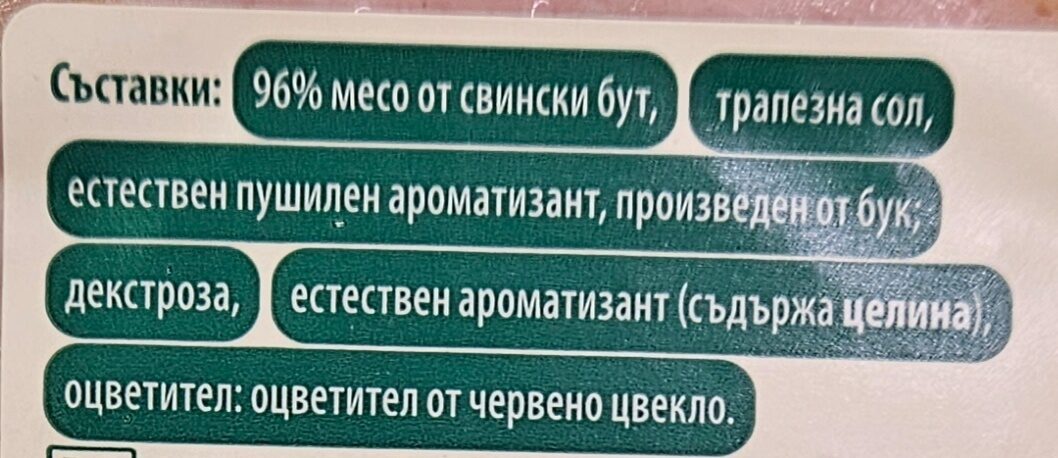 Съставки: 96% месо от свински бут, трапезна сол,
естествен пушилен ароматизант, произведен от бук;
декстроза, естествен ароматизант (съдържа целина),
оцветител: оцветител от червено цвекло.